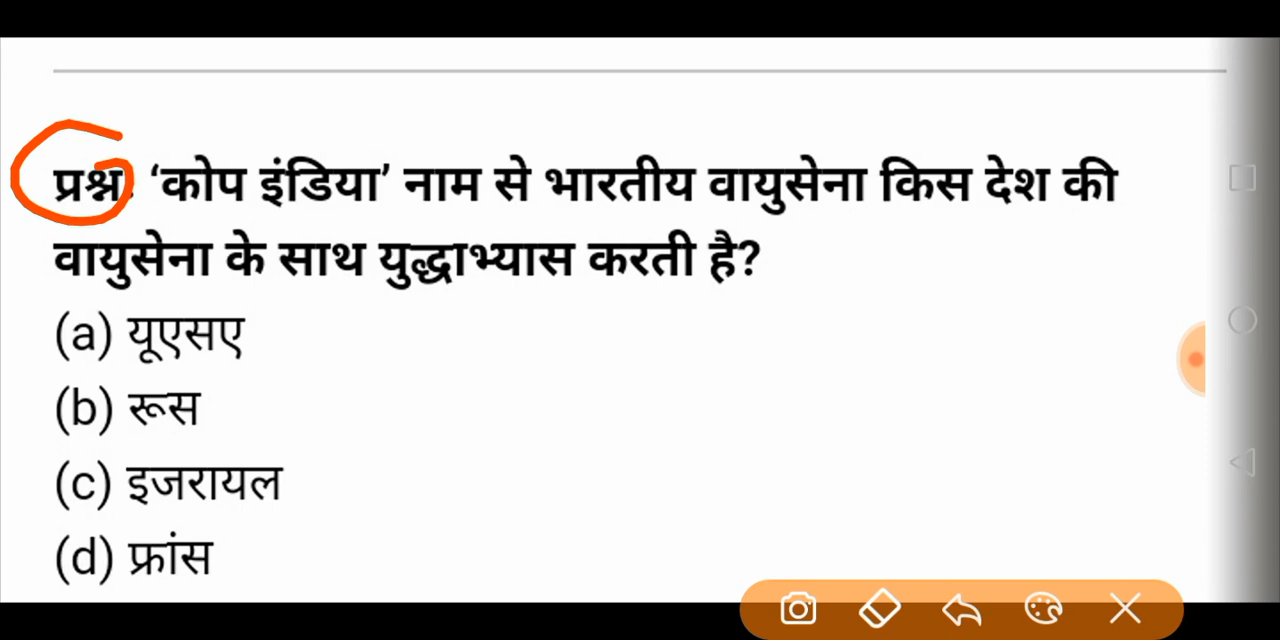 प्रश्न. ‘कोप इंडिया’ नाम से भारतीय वायुसेना किस देश की
वायुसेना के साथ युद्धाभ्यास करती है?
(a) यूएसए
(b) रूस
(c) इजरायल
(d) फ्रांस